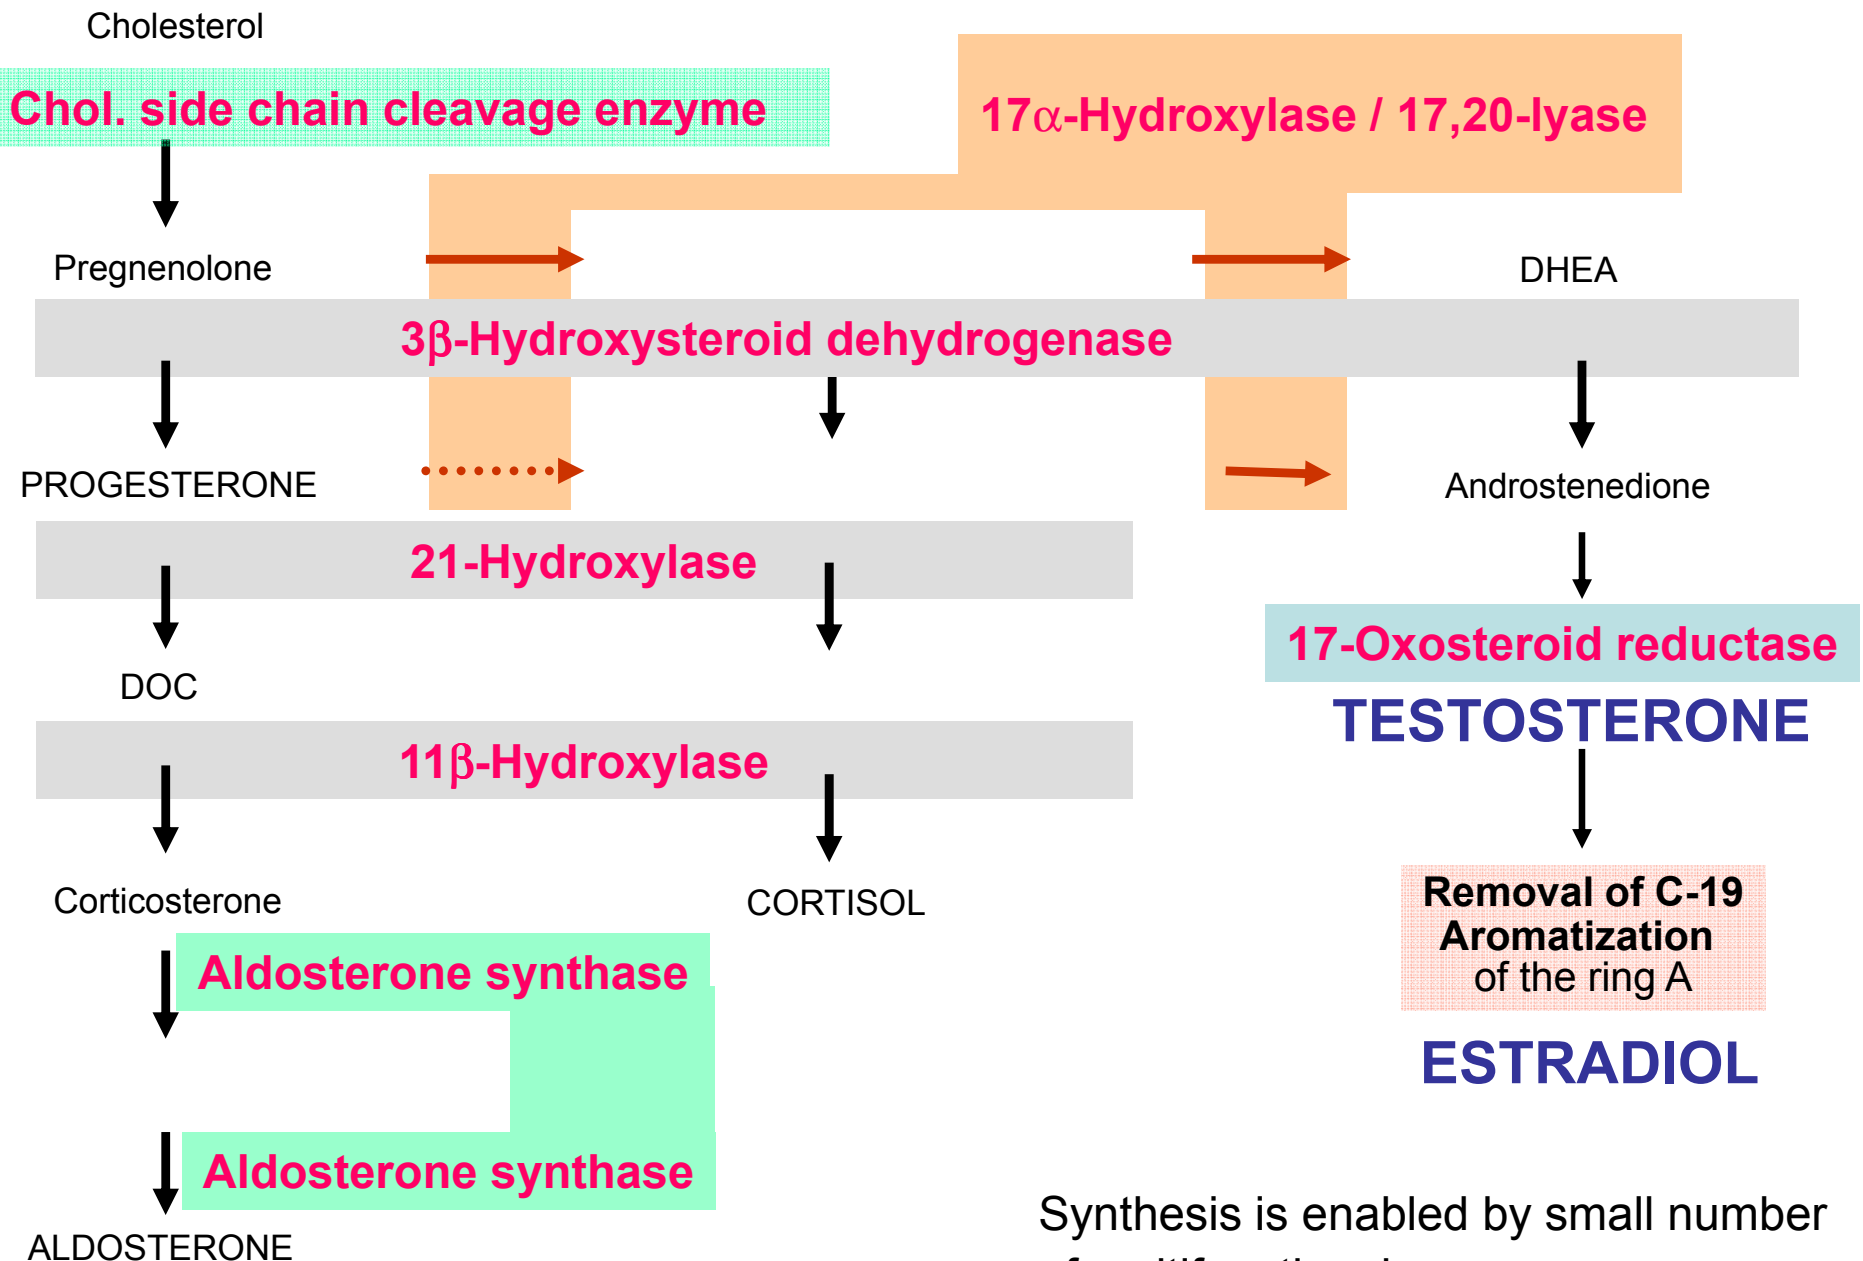 Cholesterol
Chol. side chain cleavage enzyme
17α-Hydroxylase / 17,20-lyase
Pregnenolone
DHEA
3β-Hydroxysteroid dehydrogenase
PROGESTERONE
Androstenedione
21-Hydroxylase
17-Oxosteroid reductase
DOC
TESTOSTERONE
11β-Hydroxylase
Corticosterone
CORTISOL
Removal of C-19
Aromatization
of the ring A
Aldosterone synthase
ESTRADIOL
Aldosterone synthase
Synthesis is enabled by small number
ALDOSTERONE